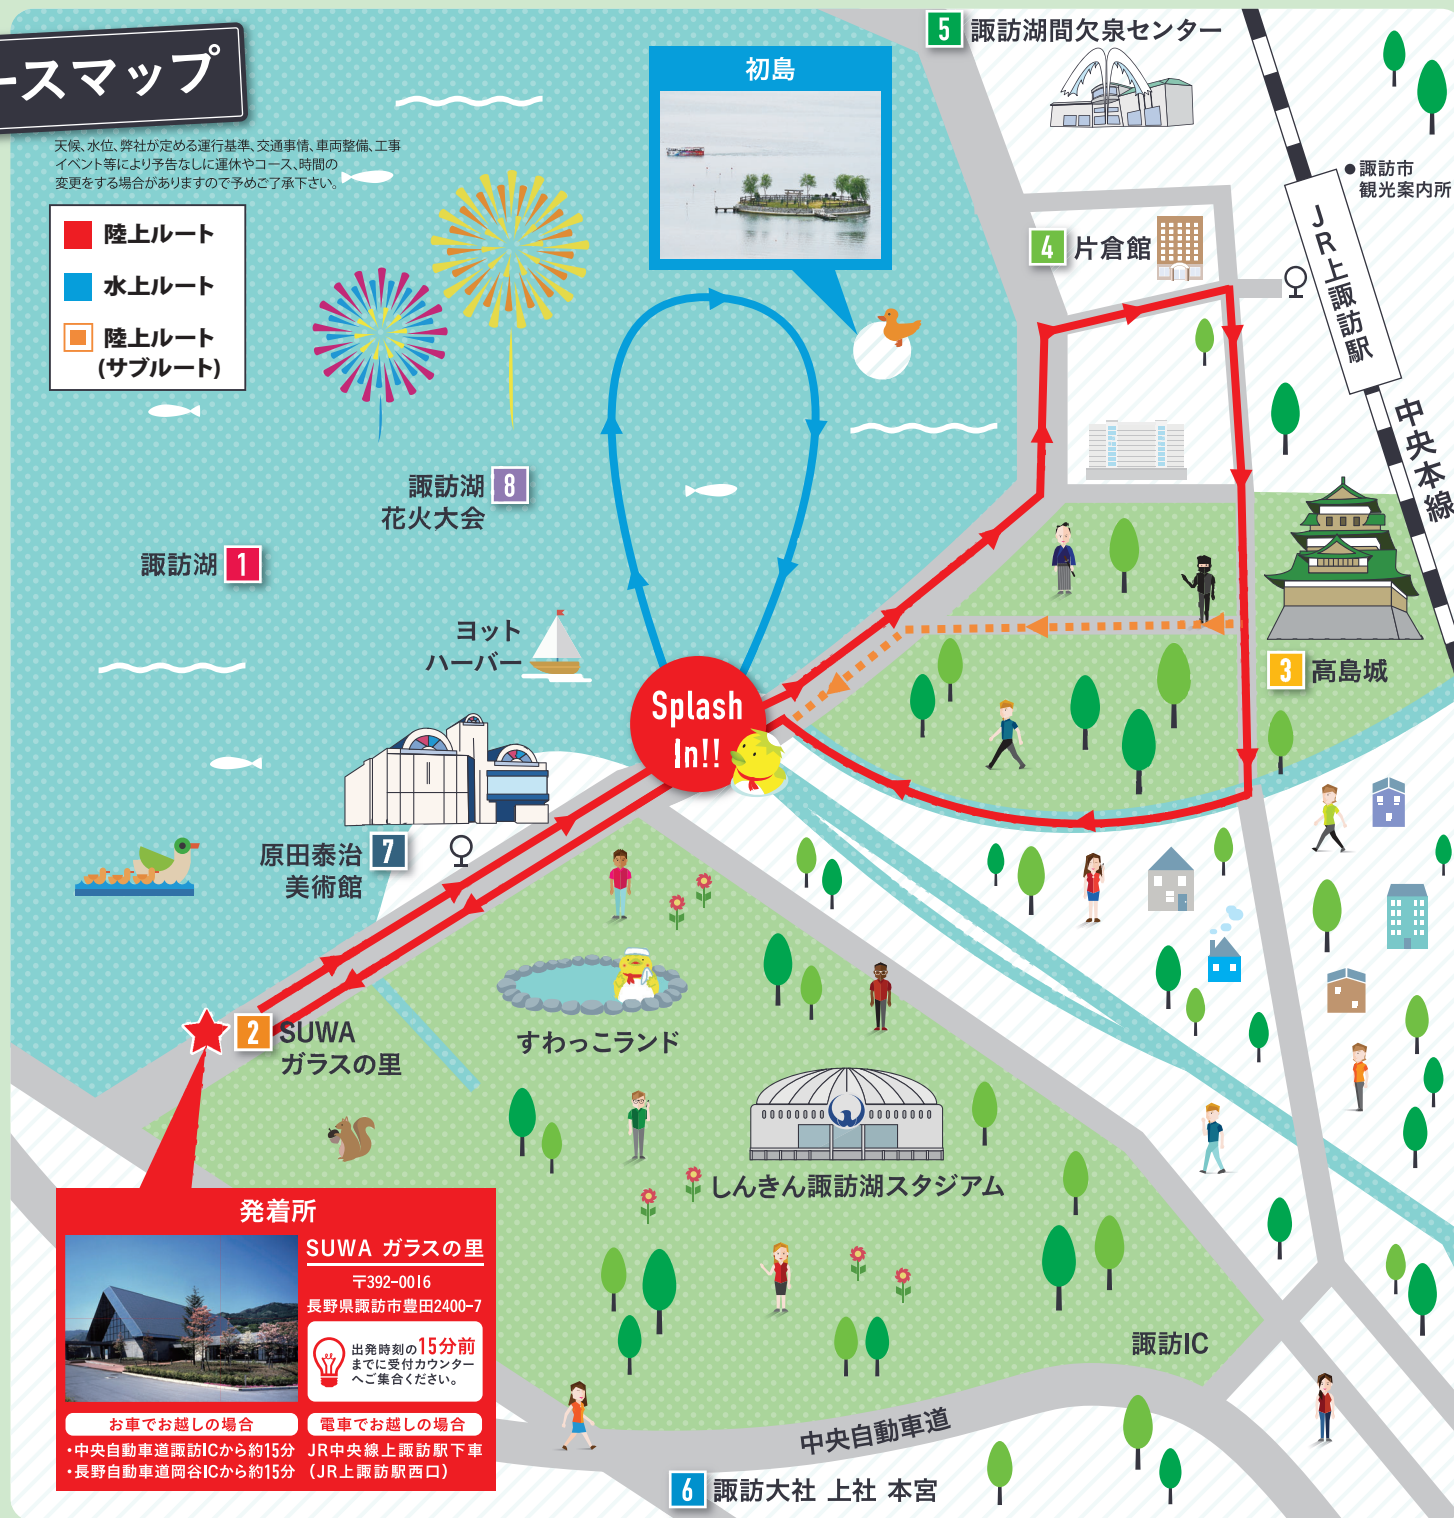 ースマップ
天候、水位、弊社が定める運行基準、交通事情、車両整備、工事
イベント等により予告なしに運休やコース、時間の
変更をする場合がありますので予めご了承下さい。
陸上ルート
水上ルート
陸上ルート
(サブルート)
初島
5 諏訪湖間欠泉センター
諏訪市
観光案内所
JR上諏訪駅
中央本線
4 片倉館
諏訪湖 8
花火大会
諏訪湖 1
ヨット
ハーバー
Splash
In!!
3 高島城
原田泰治 7
美術館
2 SUWA
ガラスの里
すわっこランド
しんきん諏訪湖スタジアム
諏訪IC
中央自動車道
6 諏訪大社 上社 本宮
発着所
SUWA ガラスの里
〒392-0016
長野県諏訪市豊田2400-7
出発時刻の15分前
までに受付カウンター
へご集合ください。
お車でお越しの場合
・中央自動車道諏訪ICから約15分
・長野自動車道岡谷ICから約15分
電車でお越しの場合
JR中央線上諏訪駅下車
(JR上諏訪駅西口)